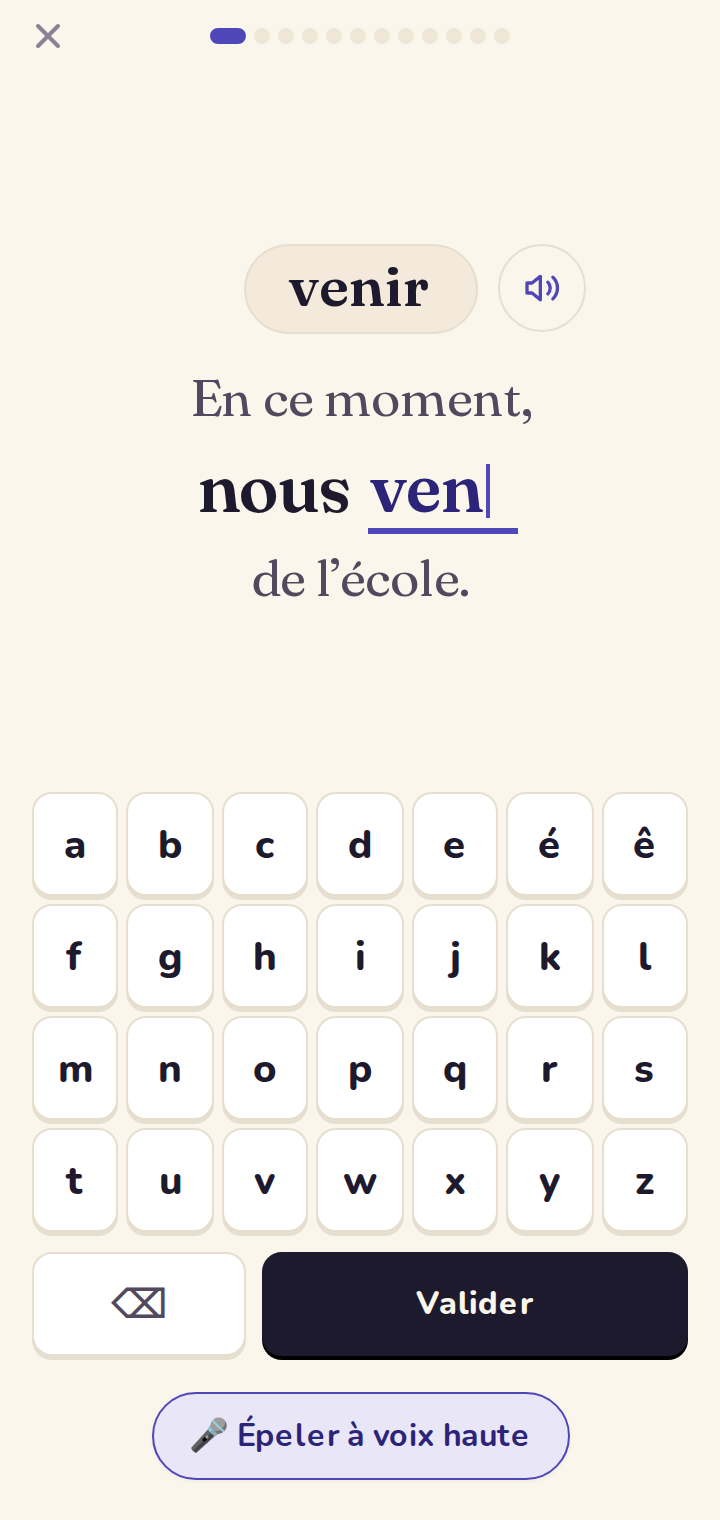 venir
En ce moment,
nous ven
de l’école.
a b c d e é ê
f g h i j k l
m n o p q r s
t u v w x y z
⌫ Valider
🎤 Épeler à voix haute